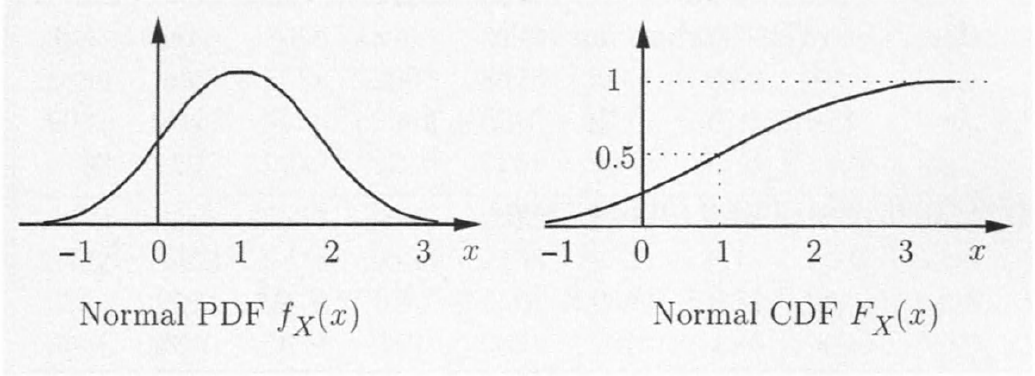 1
0.5
−1 0 1 2 3 x
−1 0 1 2 3 x
Normal PDF f_X(x)
Normal CDF F_X(x)